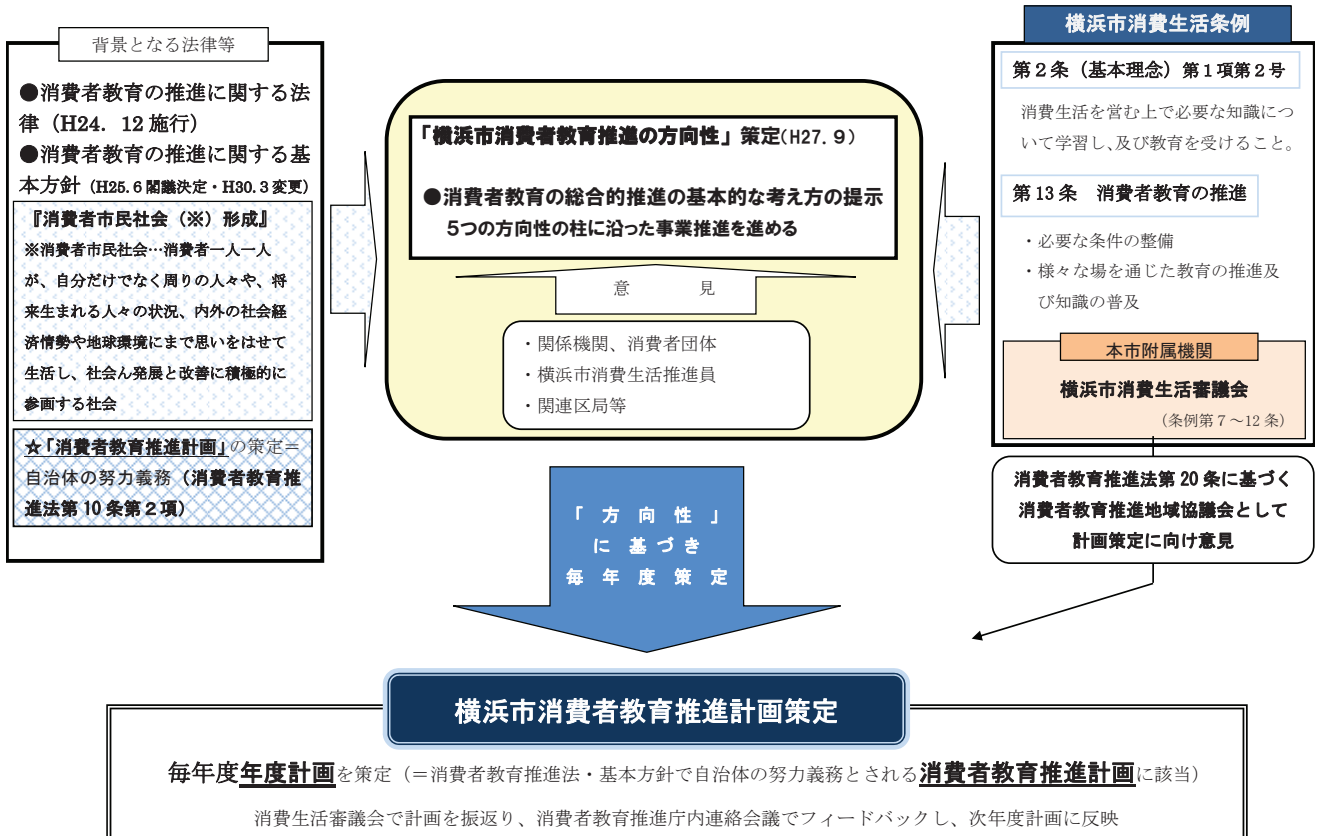 背景となる法律等
●消費者教育の推進に関する法
律（H24．12 施行）
●消費者教育の推進に関する基
本方針（H25.6 閣議決定・H30.3 変更）
『消費者市民社会（※）形成』
※消費者市民社会…消費者一人一人
が、自分だけでなく周りの人々や、将
来生まれる人々の状況、内外の社会経
済情勢や地球環境にまで思いをはせて
生活し、社会ん発展と改善に積極的に
参画する社会
☆「消費者教育推進計画」の策定＝
自治体の努力義務（消費者教育推
進法第 10 条第２項）
「横浜市消費者教育推進の方向性」策定(H27．9)
●消費者教育の総合的推進の基本的な考え方の提示
５つの方向性の柱に沿った事業推進を進める
意　見
・関係機関、消費者団体
・横浜市消費生活推進員
・関連区局等
横浜市消費生活条例
第２条（基本理念）第１項第２号
消費生活を営む上で必要な知識につ
いて学習し、及び教育を受けること。
第 13 条　消費者教育の推進
・必要な条件の整備
・様々な場を通じた教育の推進及
び知識の普及
本市附属機関
横浜市消費生活審議会
（条例第７～12 条）
消費者教育推進法第 20 条に基づく
消費者教育推進地域協議会として
計画策定に向け意見
「方向性」
に基づき
毎年度策定
横浜市消費者教育推進計画策定
毎年度年度計画を策定（＝消費者教育推進法・基本方針で自治体の努力義務とされる消費者教育推進計画に該当）
消費生活審議会で計画を振返り、消費者教育推進庁内連絡会議でフィードバックし、次年度計画に反映